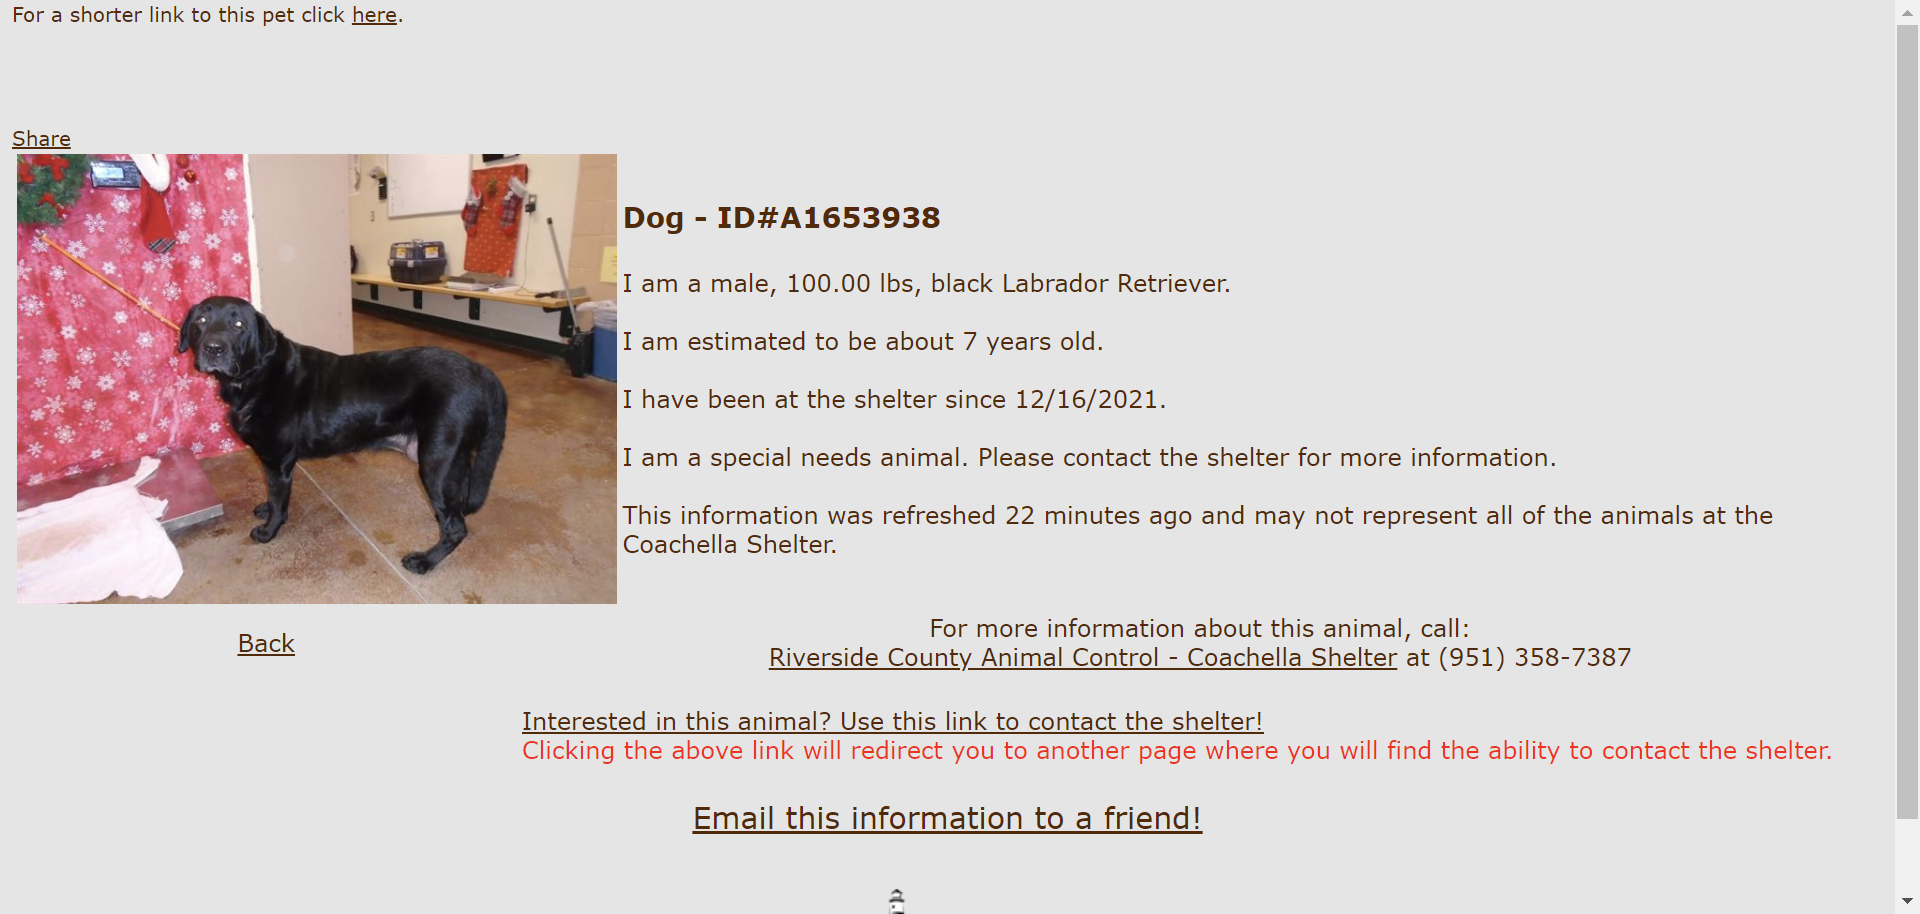 For a shorter link to this pet click here.
Share
Dog - ID#A1653938
I am a male, 100.00 lbs, black Labrador Retriever.
I am estimated to be about 7 years old.
I have been at the shelter since 12/16/2021.
I am a special needs animal. Please contact the shelter for more information.
This information was refreshed 22 minutes ago and may not represent all of the animals at the
Coachella Shelter.
Back
For more information about this animal, call:
Riverside County Animal Control - Coachella Shelter at (951) 358-7387
Interested in this animal? Use this link to contact the shelter!
Clicking the above link will redirect you to another page where you will find the ability to contact the shelter.
Email this information to a friend!